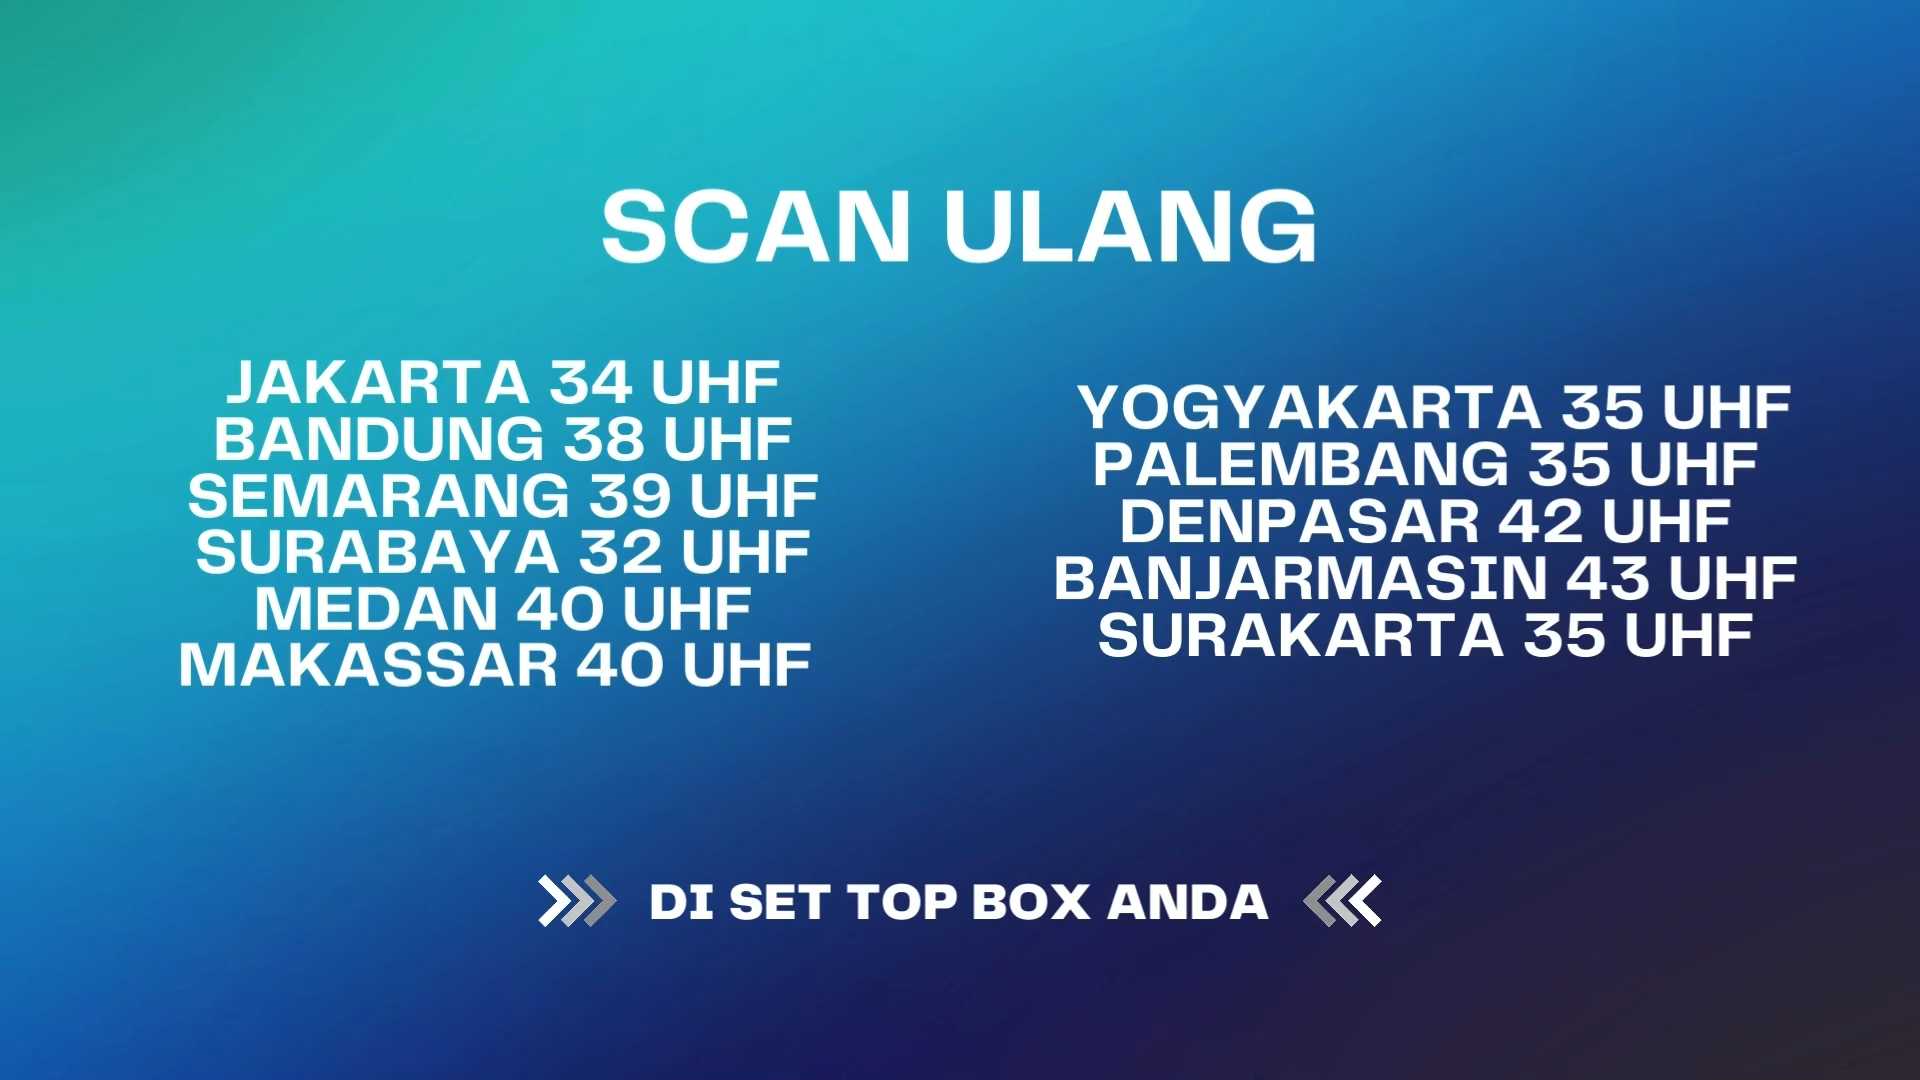 SCAN ULANG
JAKARTA 34 UHF
BANDUNG 38 UHF
SEMARANG 39 UHF
SURABAYA 32 UHF
MEDAN 40 UHF
MAKASSAR 40 UHF
YOGYAKARTA 35 UHF
PALEMBANG 35 UHF
DENPASAR 42 UHF
BANJARMASIN 43 UHF
SURAKARTA 35 UHF
DI SET TOP BOX ANDA